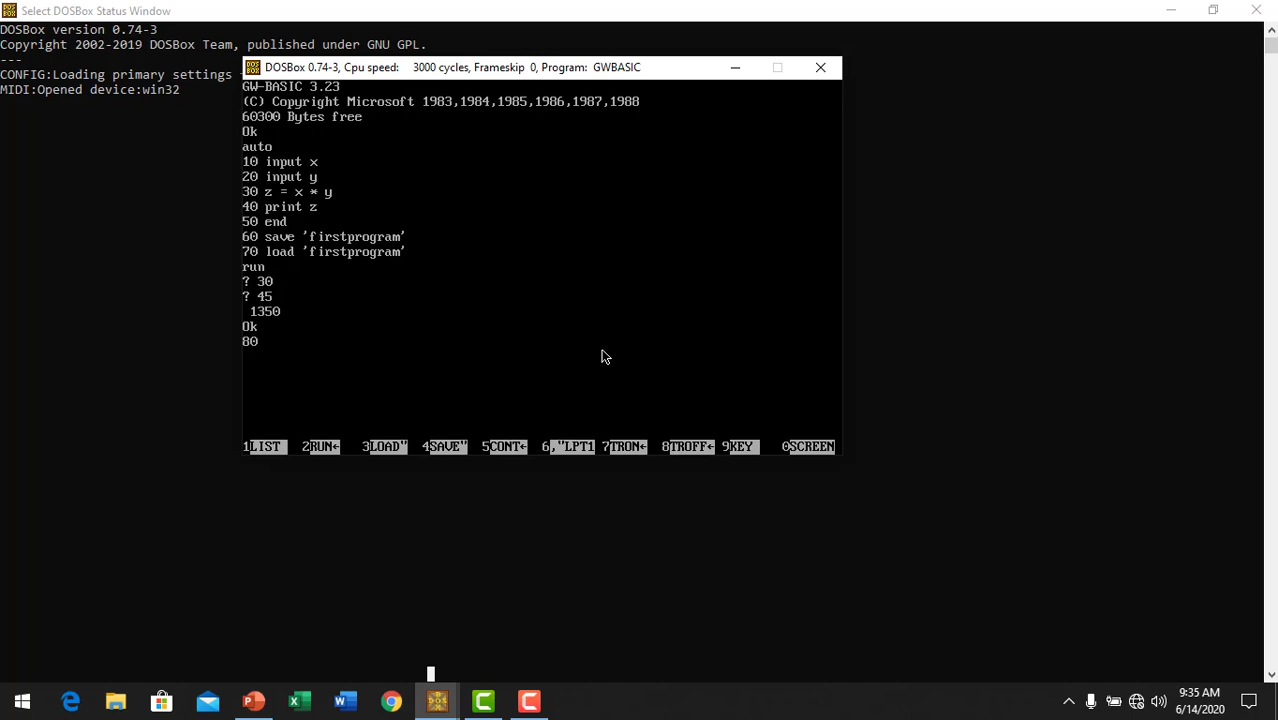 Select DOSBox Status Window
DOSBox version 0.74-3
Copyright 2002-2019 DOSBox Team, published under GNU GPL.
---
CONFIG:Loading primary settings
MIDI:Opened device:win32
DOSBox 0.74-3, Cpu speed: 3000 cycles, Frameskip 0, Program: GWBASIC
GW-BASIC 3.23
(C) Copyright Microsoft 1983,1984,1985,1986,1987,1988
60300 Bytes free
Ok
auto
10 input x
20 input y
30 z = x * y
40 print z
50 end
60 save 'firstprogram'
70 load 'firstprogram'
run
? 30
? 45
1350
Ok
80
1LIST 2RUN← 3LOAD" 4SAVE" 5CONT← 6,"LPT1 7TRON← 8TROFF← 9KEY 0SCREEN
9:35 AM
6/14/2020